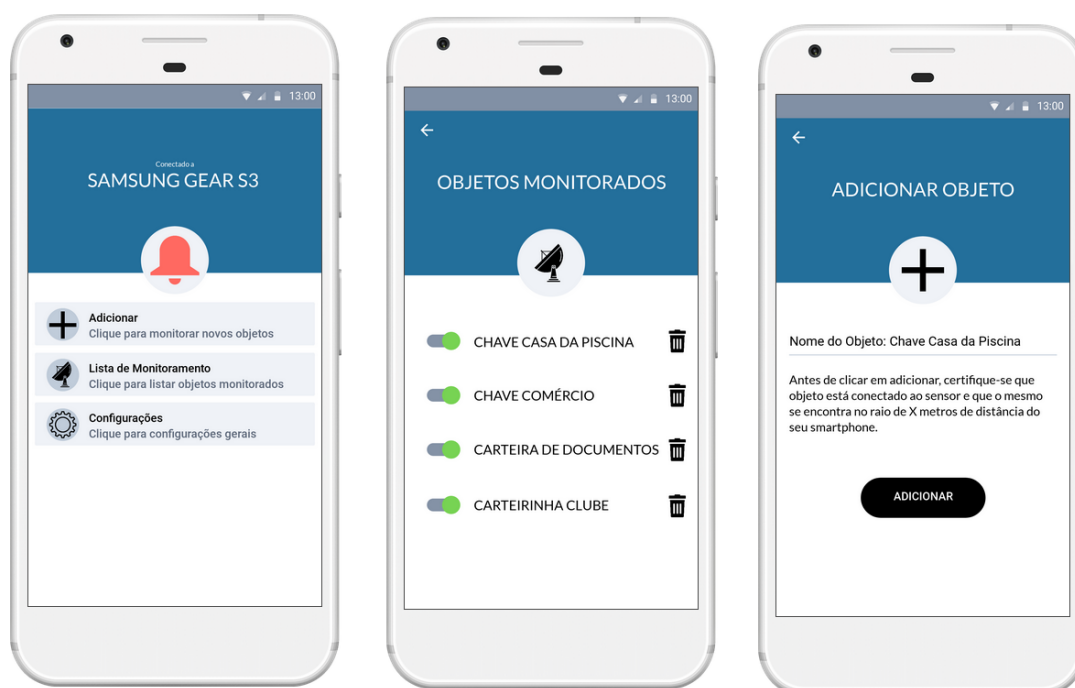 13:00
Conectado a
SAMSUNG GEAR S3
Adicionar
Clique para monitorar novos objetos
Lista de Monitoramento
Clique para listar objetos monitorados
Configurações
Clique para configurações gerais
13:00
OBJETOS MONITORADOS
CHAVE CASA DA PISCINA
CHAVE COMÉRCIO
CARTEIRA DE DOCUMENTOS
CARTEIRINHA CLUBE
13:00
ADICIONAR OBJETO
Nome do Objeto: Chave Casa da Piscina
Antes de clicar em adicionar, certifique-se que
objeto está conectado ao sensor e que o mesmo
se encontra no raio de X metros de distância do
seu smartphone.
ADICIONAR